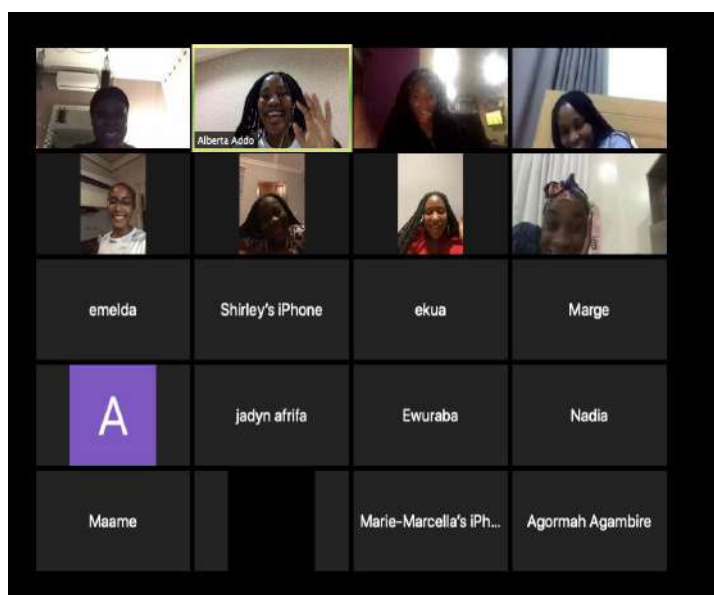 Alberta Addo
emelda
Shirley's iPhone
ekua
Marge
A
jadyn afrifa
Ewuraba
Nadia
Maame
Marie-Marcella's iPh...
Agormah Agambire